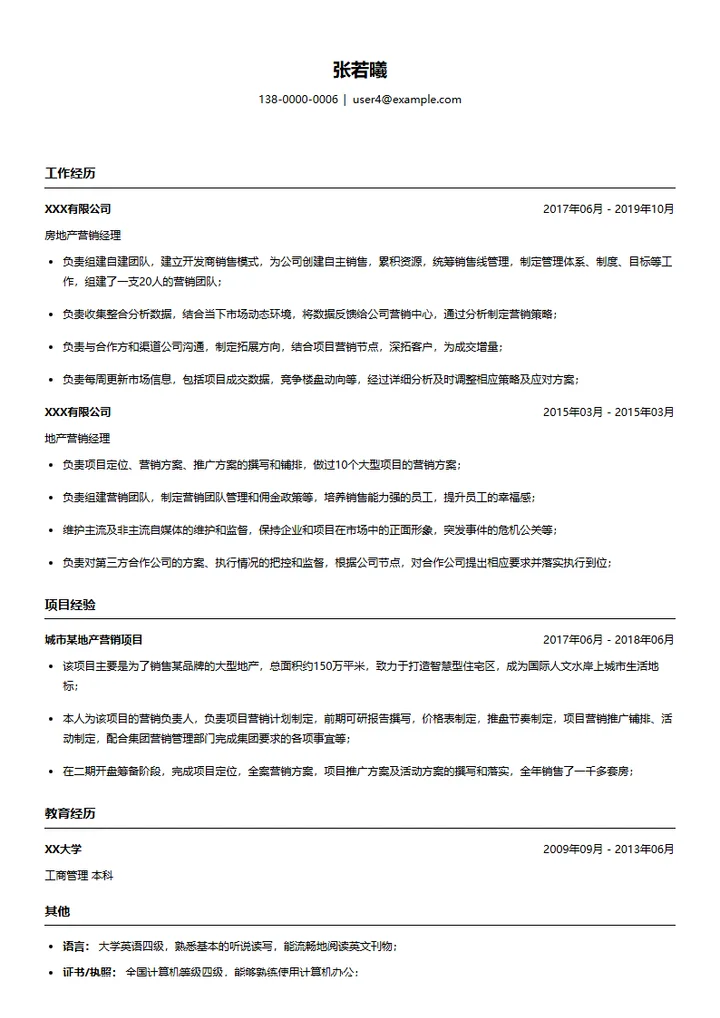 张若曦
138-0000-0006 | user4@example.com
工作经历
XXX有限公司 2017年06月 - 2019年10月
房地产营销经理
• 负责组建自建团队，建立开发商销售模式，为公司创建自主销售，累积资源，统筹销售线管理，制定管理体系、制度、目标等工
作，组建了一支20人的营销团队；
• 负责收集整合分析数据，结合当下市场动态环境，将数据反馈给公司营销中心，通过分析制定营销策略；
• 负责与合作方和渠道公司沟通，制定拓展方向，结合项目营销节点，深拓客户，为成交增量；
• 负责每周更新市场信息，包括项目成交数据，竞争楼盘动向等，经过详细分析及时调整相应策略及应对方案；
XXX有限公司 2015年03月 - 2015年03月
地产营销经理
• 负责项目定位、营销方案、推广方案的撰写和铺排，做过10个大型项目的营销方案；
• 负责组建营销团队，制定营销团队管理和佣金政策等，培养销售能力强的员工，提升员工的幸福感；
• 维护主流及非主流自媒体的维护和监督，保持企业和项目在市场中的正面形象，突发事件的危机公关等；
• 负责对第三方合作公司的方案、执行情况的把控和监督，根据公司节点，对合作公司提出相应要求并落实执行到位；
项目经验
城市某地产营销项目 2017年06月 - 2018年06月
• 该项目主要是为了销售某品牌的大型地产，总面积约150万平米，致力于打造智慧型住宅区，成为国际人文水岸上城市生活地
标；
• 本人为该项目的营销负责人，负责项目营销计划制定，前期可研报告撰写，价格表制定，推盘节奏制定，项目营销推广铺排、活
动制定，配合集团营销管理部门完成集团要求的各项事宜等；
• 在二期开盘筹备阶段，完成项目定位，全案营销方案，项目推广方案及活动方案的撰写和落实，全年销售了一千多套房；
教育经历
XX大学 2009年09月 - 2013年06月
工商管理 本科
其他
• 语言： 大学英语四级，熟悉基本的听说读写，能流畅地阅读英文刊物；
• 证书/执照： 全国计算机等级四级，能够熟练使用计算机办公；